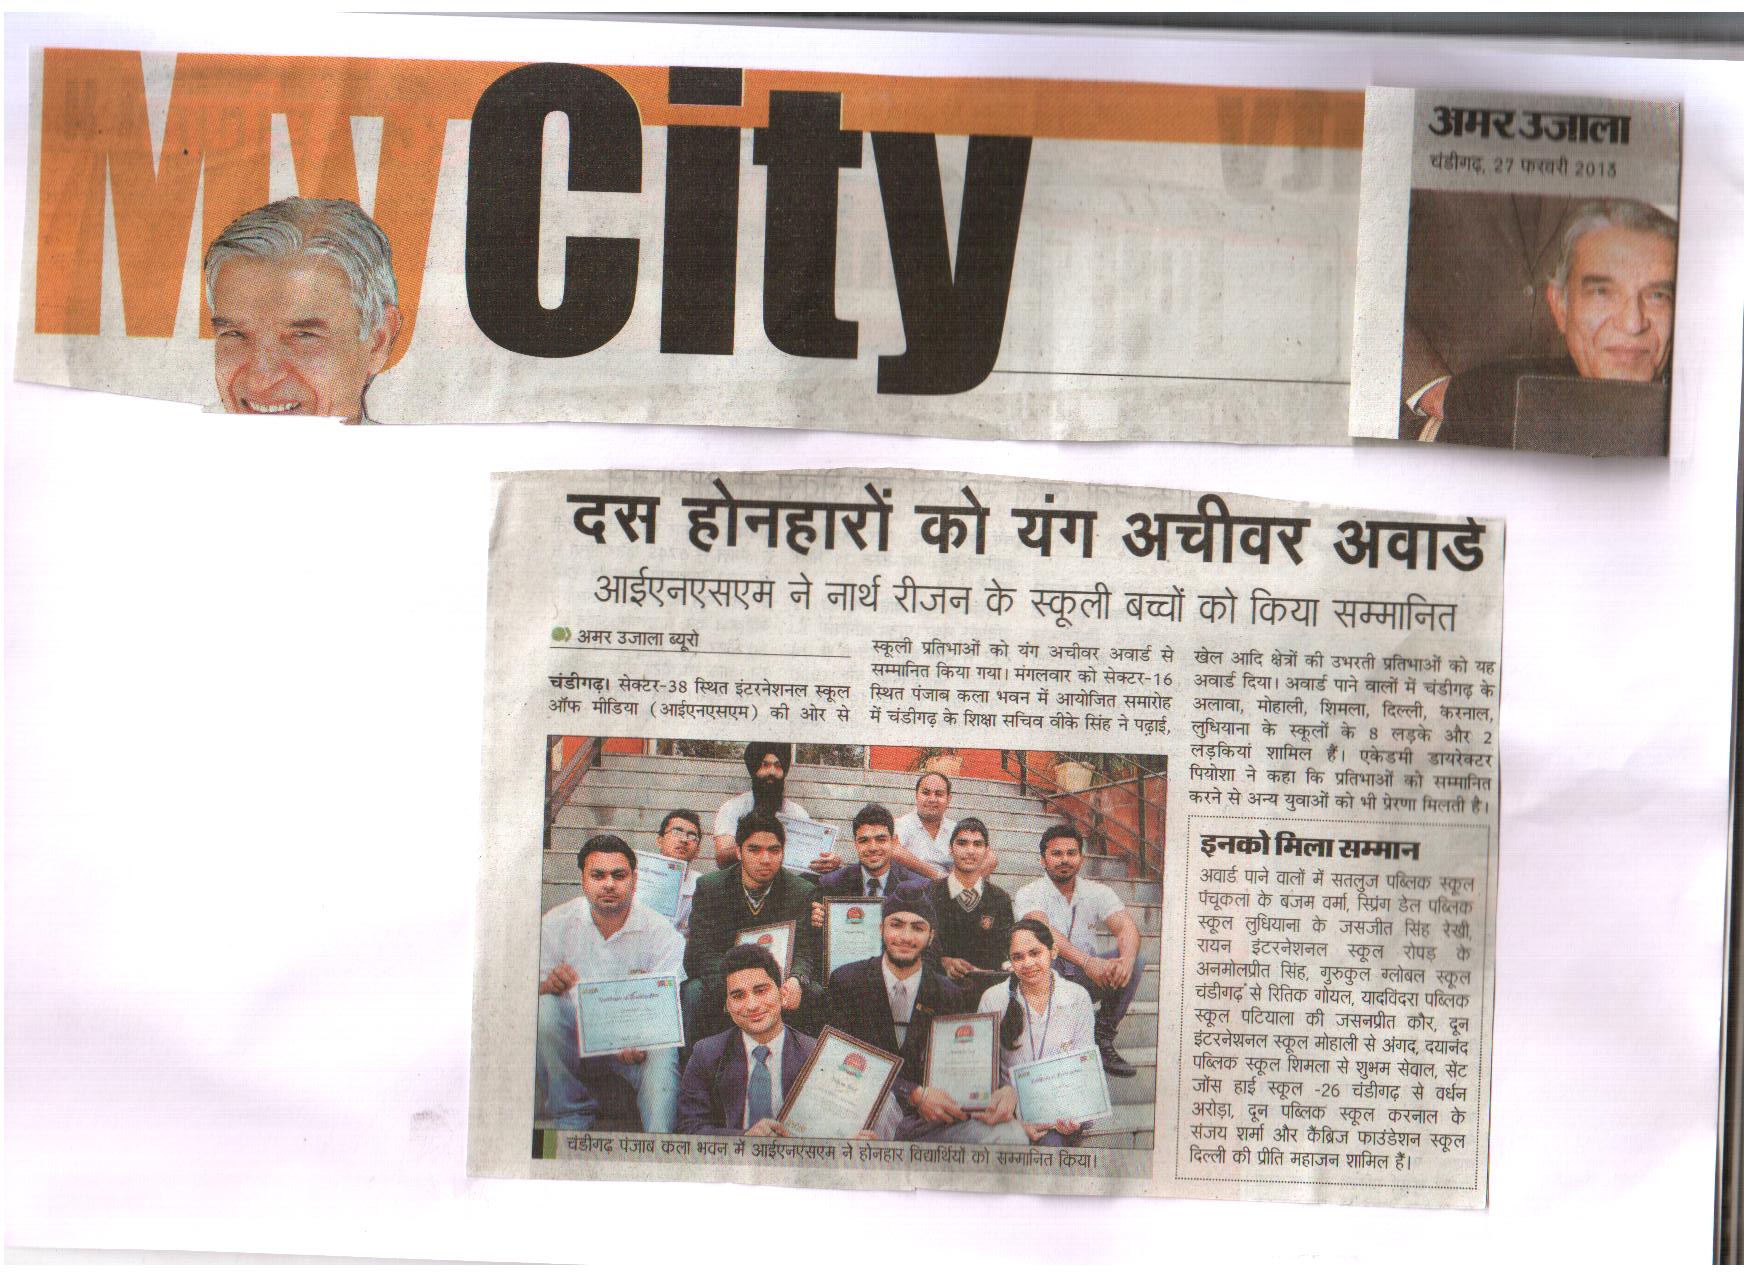 My City
अमर उजाला
चंडीगढ़, 27 फरवरी 2013
दस होनहारों को यंग अचीवर अवार्ड
आईएनएसएम ने नार्थ रीजन के स्कूली बच्चों को किया सम्मानित
अमर उजाला ब्यूरो
चंडीगढ़। सेक्टर-38 स्थित इंटरनेशनल स्कूल
ऑफ मीडिया (आईएनएसएम) की ओर से
स्कूली प्रतिभाओं को यंग अचीवर अवार्ड से
सम्मानित किया गया। मंगलवार को सेक्टर-16
स्थित पंजाब कला भवन में आयोजित समारोह
में चंडीगढ़ के शिक्षा सचिव वीके सिंह ने पढ़ाई,
खेल आदि क्षेत्रों की उभरती प्रतिभाओं को यह
अवार्ड दिया। अवार्ड पाने वालों में चंडीगढ़ के
अलावा, मोहाली, शिमला, दिल्ली, करनाल,
लुधियाना के स्कूलों के 8 लड़के और 2
लड़कियां शामिल हैं। एकेडमी डायरेक्टर
पियोशा ने कहा कि प्रतिभाओं को सम्मानित
करने से अन्य युवाओं को भी प्रेरणा मिलती है।
इनको मिला सम्मान
अवार्ड पाने वालों में सतलुज पब्लिक स्कूल
पंचूकला के बजम वर्मा, स्प्रिंग डेल पब्लिक
स्कूल लुधियाना के जसजीत सिंह रेखी,
रायन इंटरनेशनल स्कूल रोपड़ के
अनमोलप्रीत सिंह, गुरुकुल ग्लोबल स्कूल
चंडीगढ़ से रितिक गोयल, यादविंदरा पब्लिक
स्कूल पटियाला की जसनप्रीत कौर, दून
इंटरनेशनल स्कूल मोहाली से अंगद, दयानंद
पब्लिक स्कूल शिमला से शुभम सेवाल, सेंट
जोंस हाई स्कूल -26 चंडीगढ़ से वर्धन
अरोड़ा, दून पब्लिक स्कूल करनाल के
संजय शर्मा और कैंब्रिज फाउंडेशन स्कूल
दिल्ली की प्रीति महाजन शामिल हैं।
चंडीगढ़ पंजाब कला भवन में आईएनएसएम ने होनहार विद्यार्थियों को सम्मानित किया।